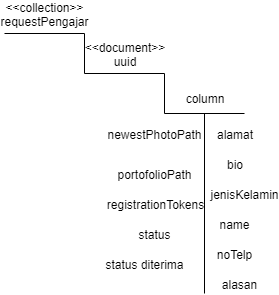 <<collection>>
requestPengajar
<<document>>
uuid
column
newestPhotoPath
alamat
bio
portofolioPath
jenisKelamin
registrationTokens
name
status
noTelp
status diterima
alasan